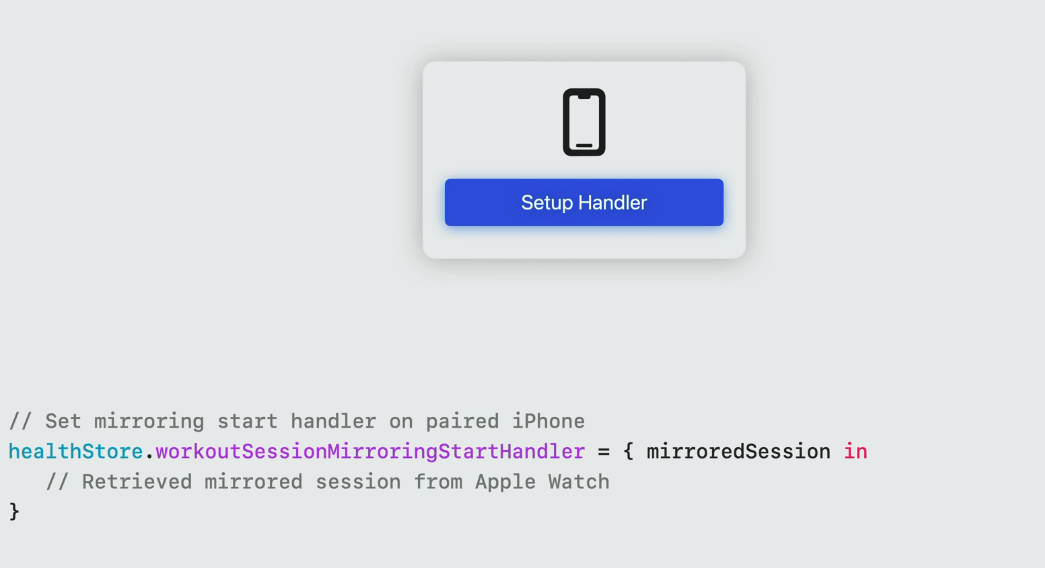 Setup Handler
// Set mirroring start handler on paired iPhone
healthStore.workoutSessionMirroringStartHandler = { mirroredSession in
// Retrieved mirrored session from Apple Watch
}